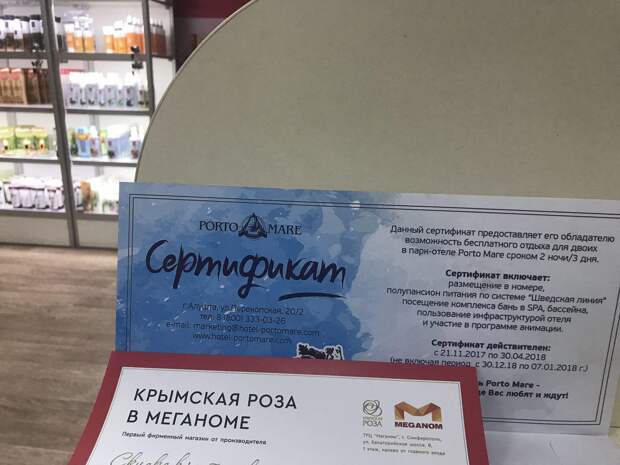 PORTO MARE
Сертификат
г.Алушта, ул.Перекопская, 20/2
тел: 8 (800) 333-03-26
e-mail: marketing@hotel-portomare.com
www.hotel-portomare.com
Данный сертификат предоставляет его обладателю
возможность бесплатного отдыха для двоих
в парк-отеле Porto Mare сроком 2 ночи/3 дня.
Сертификат включает:
размещение в номере,
полупансион питания по системе "Шведская линия"
посещение комплекса бань в SPA, бассейна,
пользование инфраструктурой отеля
и участие в программе анимации.
Сертификат действителен:
с 21.11.2017 по 30.04.2018
(не включая период с 30.12.18 по 07.01.2018 г.)
Porto Mare -
где Вас любят и ждут!
КРЫМСКАЯ РОЗА
В МЕГАНОМЕ
Первый фирменный магазин от производителя
КРЫМСКАЯ
РОЗА
MEGANOM
ТРЦ "Меганом", г. Симферополь,
ул. Евпаторийское шоссе, 8,
1 этаж, налево от главного входа